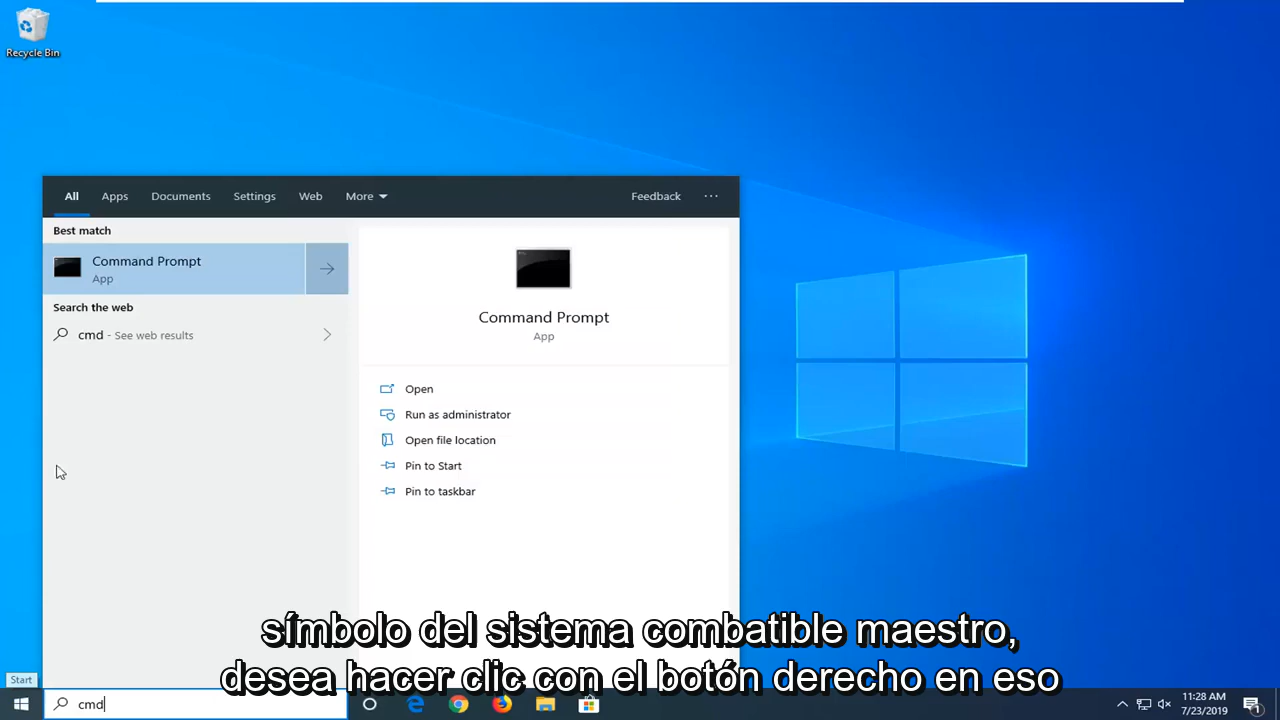 Recycle Bin
All Apps Documents Settings Web More Feedback ...
Best match
Command Prompt
App
Search the web
cmd - See web results
Command Prompt
App
Open
Run as administrator
Open file location
Pin to Start
Pin to taskbar
símbolo del sistema combatible maestro,
desea hacer clic con el botón derecho en eso
Start
cmd
11:28 AM
7/23/2019
1